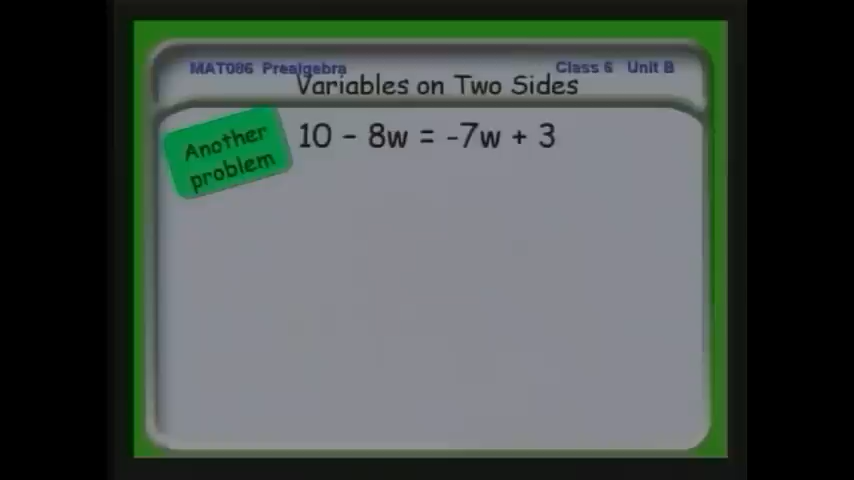 MAT086 Prealgebra
Class 6 Unit B
Variables on Two Sides
Another
problem
10 - 8w = -7w + 3